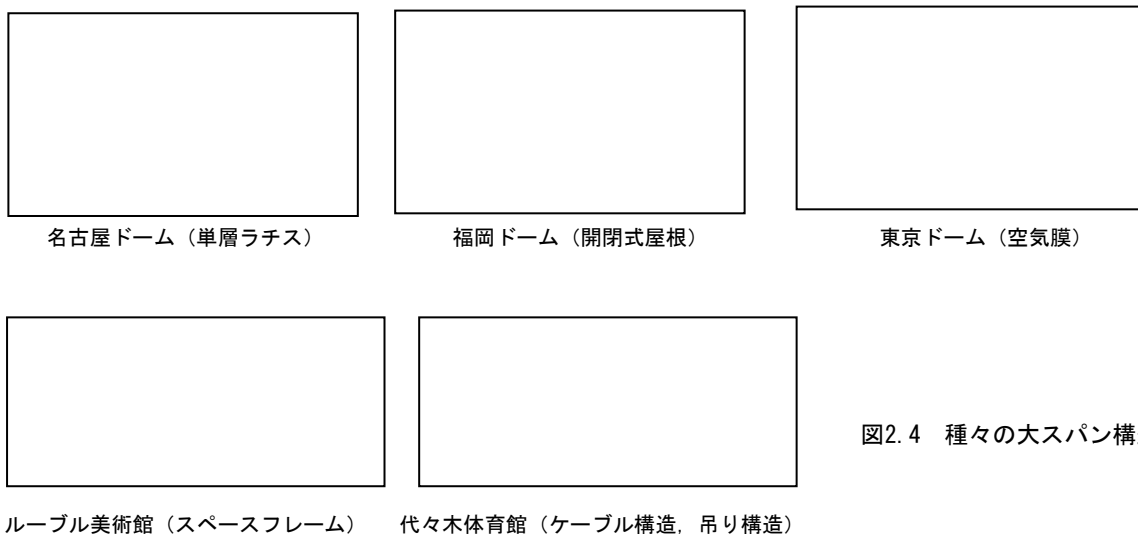 名古屋ドーム（単層ラチス）
福岡ドーム（開閉式屋根）
東京ドーム（空気膜）
図2.4　種々の大スパン構
ルーブル美術館（スペースフレーム）
代々木体育館（ケーブル構造，吊り構造）